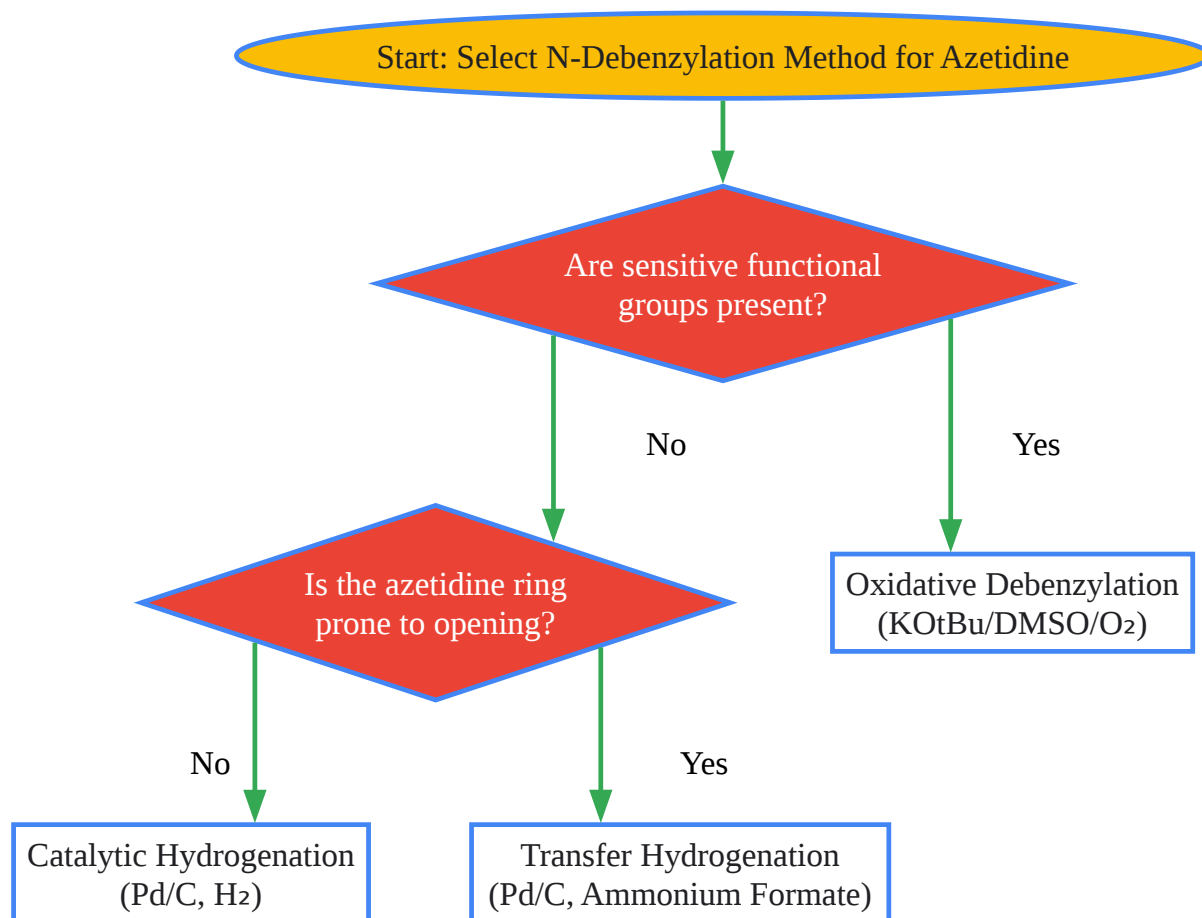 Start: Select N-Debenzylation Method for Azetidine
Are sensitive functional
groups present?
No
Yes
Is the azetidine ring
prone to opening?
Oxidative Debenzylation
(KOtBu/DMSO/O₂)
No
Yes
Catalytic Hydrogenation
(Pd/C, H₂)
Transfer Hydrogenation
(Pd/C, Ammonium Formate)